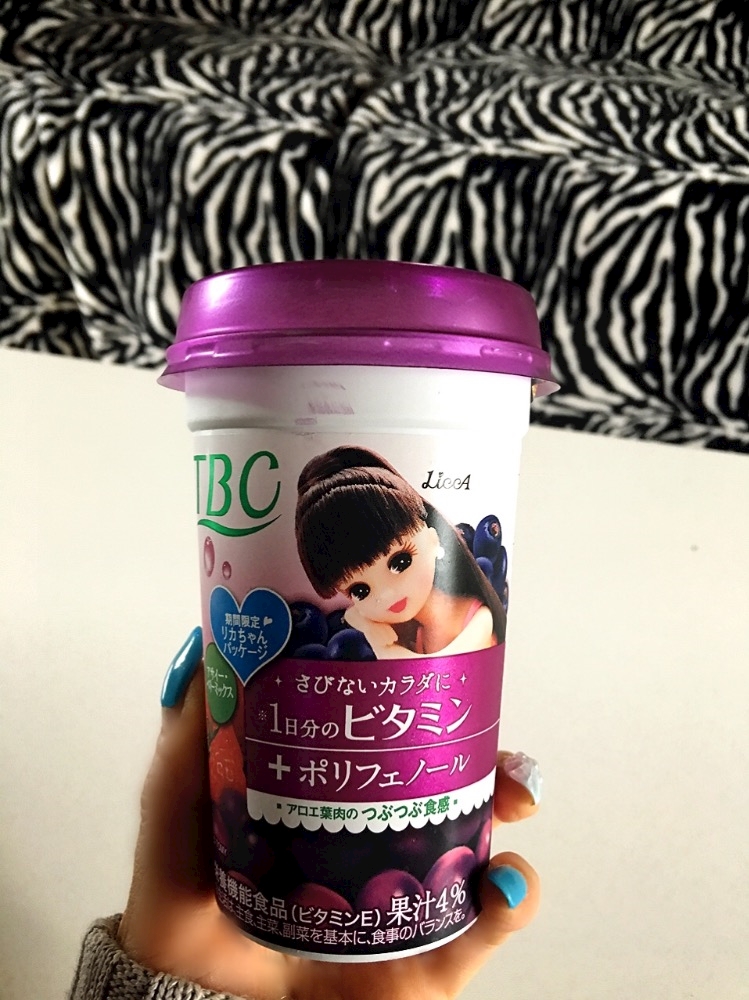 TBC
LiccA
期間限定
リカちゃん
パッケージ
さびないカラダに
※1日分のビタミン
+ポリフェノール
アロエ葉肉のつぶつぶ食感
養機能食品(ビタミンE) 果汁4%
主食、主菜、副菜を基本に、食事のバランスを。